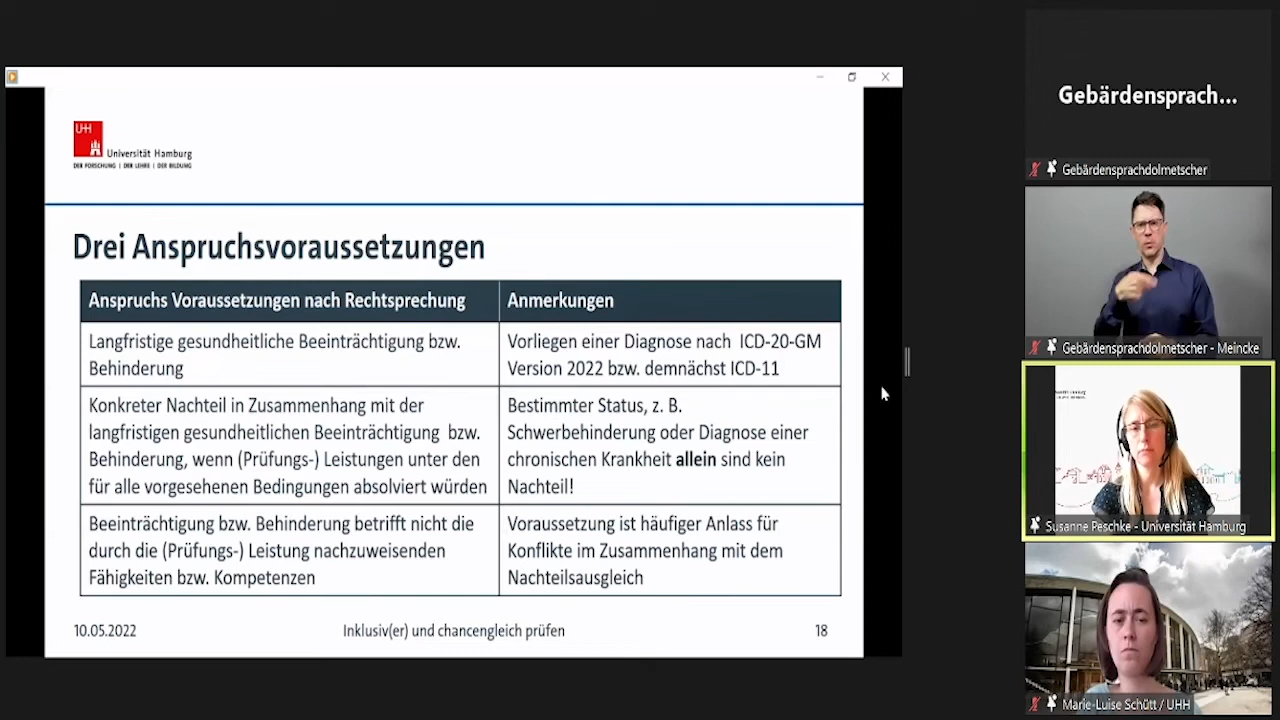 UHH
Universität Hamburg
DER FORSCHUNG | DER LEHRE | DER BILDUNG
Drei Anspruchsvoraussetzungen
Anspruchs Voraussetzungen nach Rechtsprechung
Anmerkungen
Langfristige gesundheitliche Beeinträchtigung bzw.
Behinderung
Vorliegen einer Diagnose nach ICD-20-GM
Version 2022 bzw. demnächst ICD-11
Konkreter Nachteil in Zusammenhang mit der
langfristigen gesundheitlichen Beeinträchtigung bzw.
Behinderung, wenn (Prüfungs-) Leistungen unter den
für alle vorgesehenen Bedingungen absolviert würden
Bestimmter Status, z. B.
Schwerbehinderung oder Diagnose einer
chronischen Krankheit allein sind kein
Nachteil!
Beeinträchtigung bzw. Behinderung betrifft nicht die
durch die (Prüfungs-) Leistung nachzuweisenden
Fähigkeiten bzw. Kompetenzen
Voraussetzung ist häufiger Anlass für
Konflikte im Zusammenhang mit dem
Nachteilsausgleich
10.05.2022
Inklusiv(er) und chancengleich prüfen
18
Gebärdensprach...
Gebärdensprachdolmetscher
Gebärdensprachdolmetscher - Meincke
Susanne Peschke - Universität Hamburg
Marie-Luise Schütt / UHH